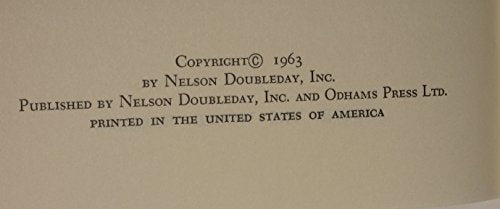 Copyright© 1963
by Nelson Doubleday, Inc.
Published by Nelson Doubleday, Inc. and Odhams Press Ltd.
printed in the united states of america